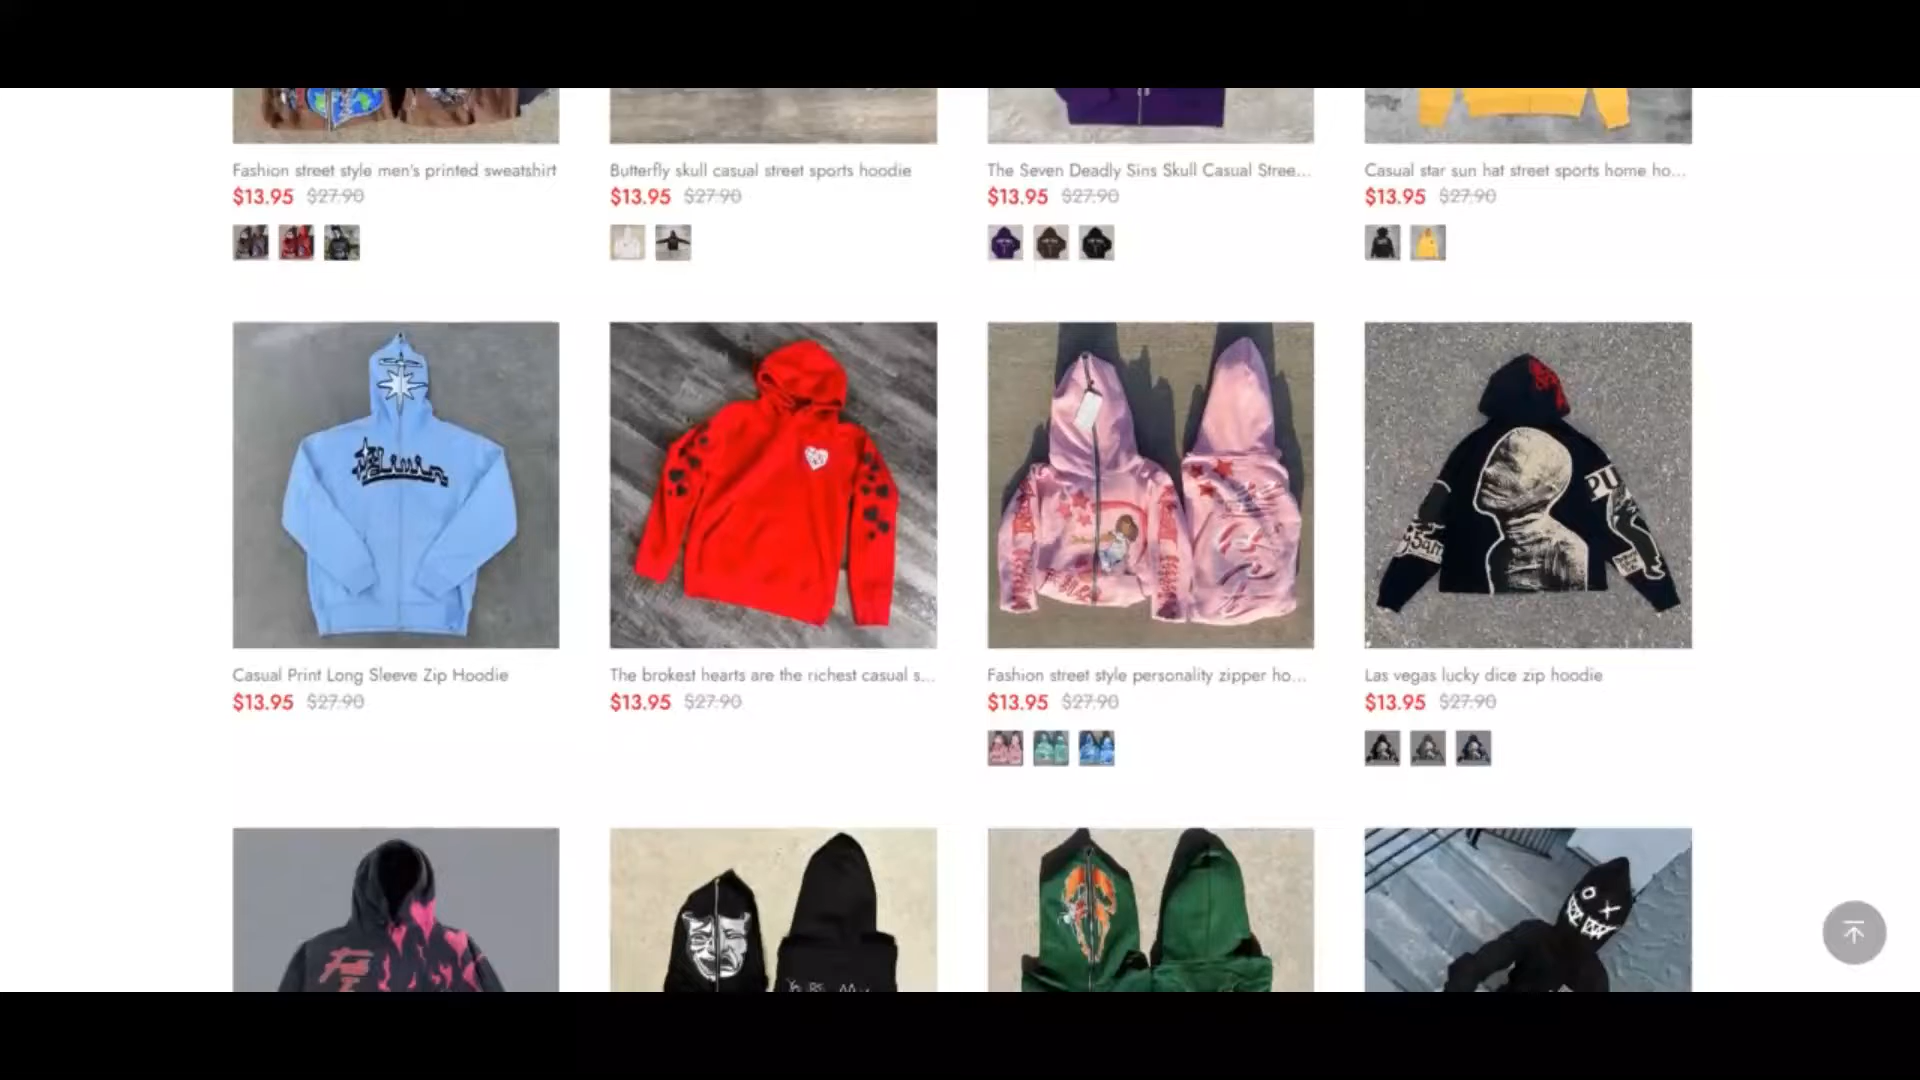 Fashion street style men's printed sweatshirt
$13.95 $27.90
Butterfly skull casual street sports hoodie
$13.95 $27.90
The Seven Deadly Sins Skull Casual Stree...
$13.95 $27.90
Casual star sun hat street sports home ho...
$13.95 $27.90
PU
Casual Print Long Sleeve Zip Hoodie
$13.95 $27.90
The brokest hearts are the richest casual s...
$13.95 $27.90
Fashion street style personality zipper ho...
$13.95 $27.90
Las vegas lucky dice zip hoodie
$13.95 $27.90